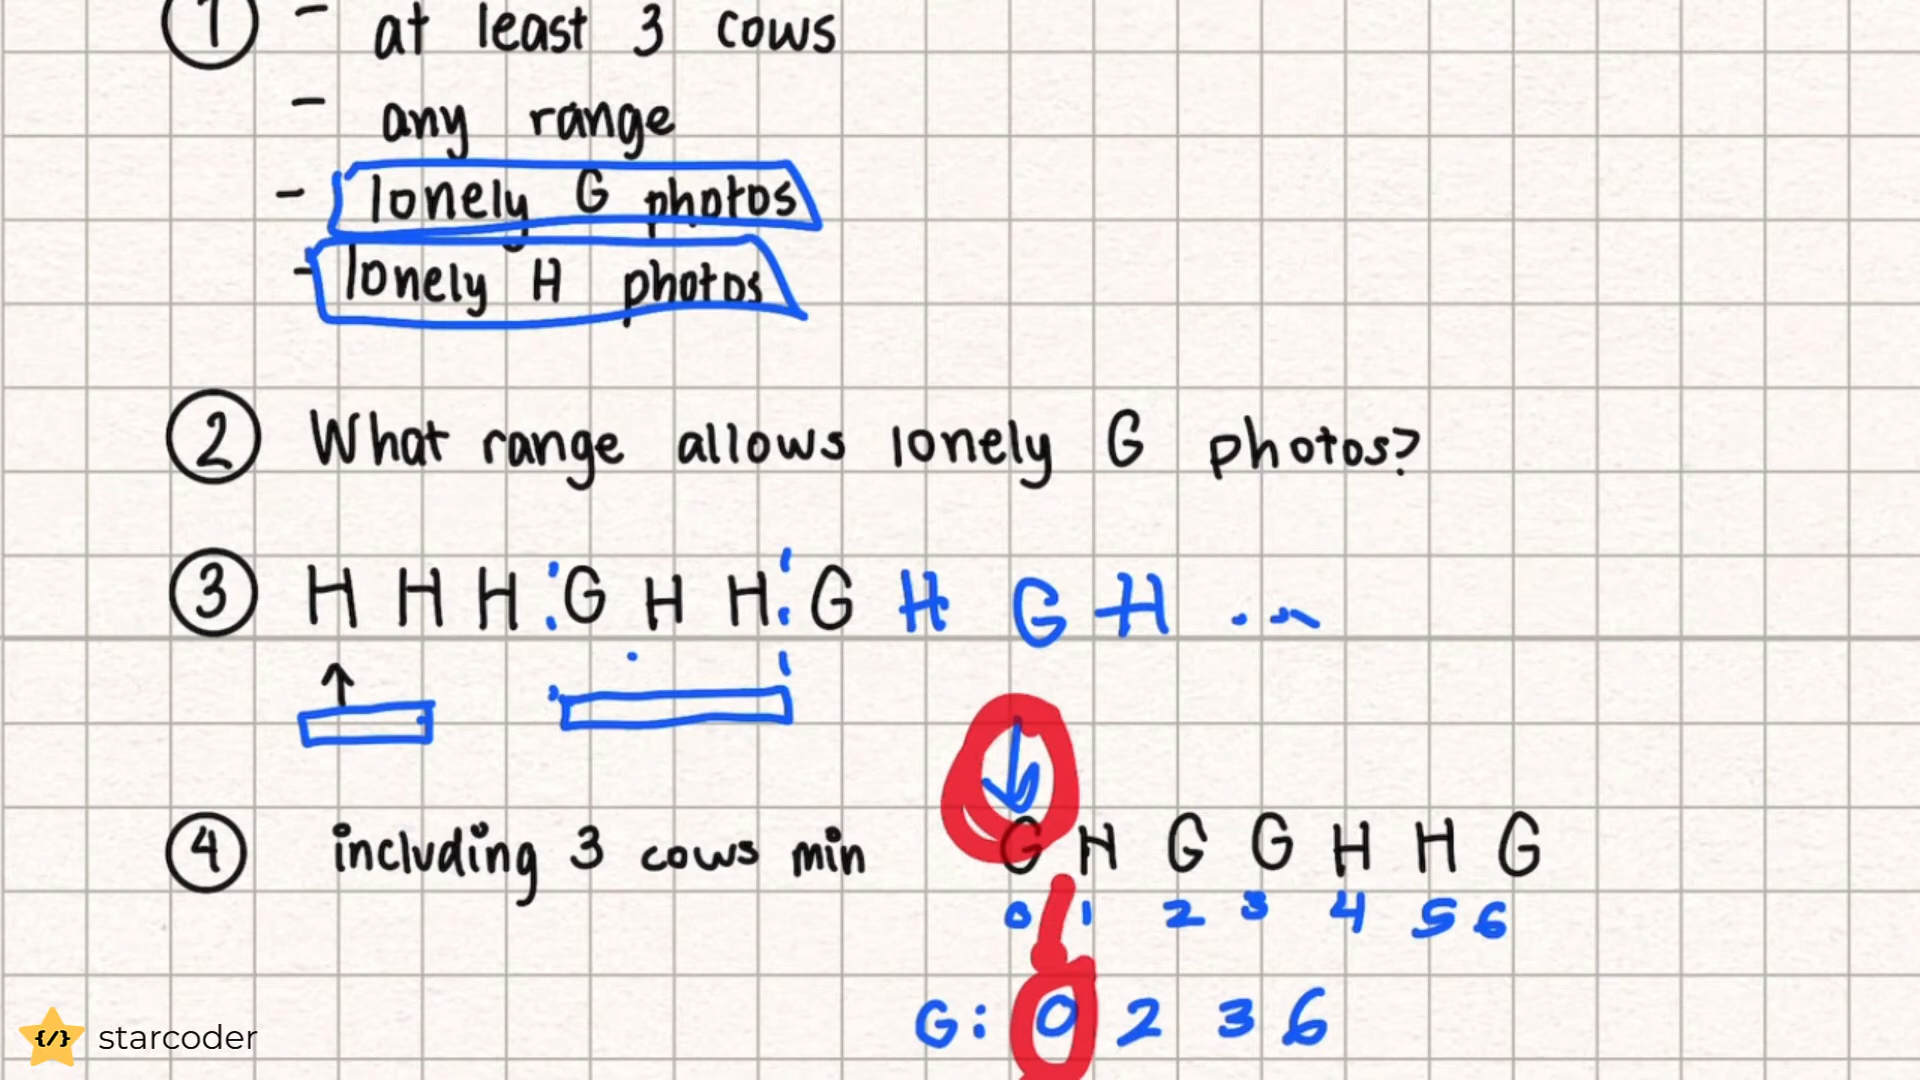 1 - at least 3 cows
- any range
- lonely G photos
- lonely H photos
2 What range allows lonely G photos?
3 H H H G H H G H G H ...
4 including 3 cows min G H G G H H G
0 1 2 3 4 5 6
G: 0 2 3 6
{/} starcoder